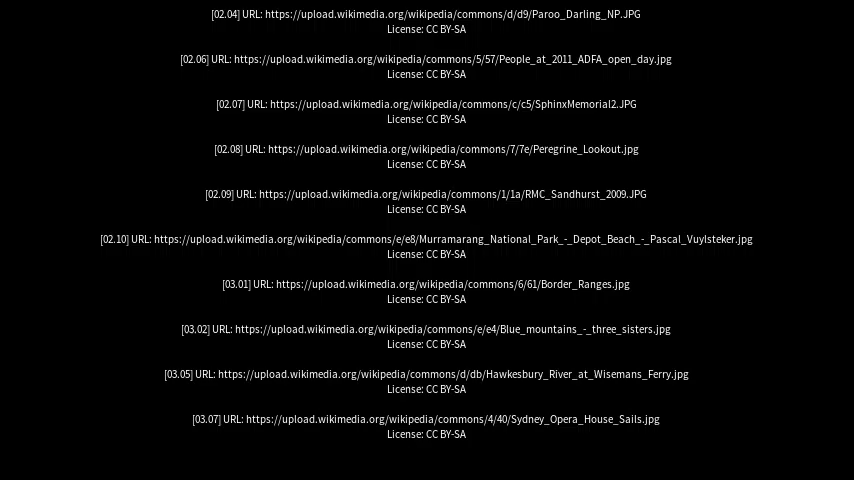 [02.04] URL: https://upload.wikimedia.org/wikipedia/commons/d/d9/Paroo_Darling_NP.JPG
License: CC BY-SA
[02.06] URL: https://upload.wikimedia.org/wikipedia/commons/5/57/People_at_2011_ADFA_open_day.jpg
License: CC BY-SA
[02.07] URL: https://upload.wikimedia.org/wikipedia/commons/c/c5/SphinxMemorial2.JPG
License: CC BY-SA
[02.08] URL: https://upload.wikimedia.org/wikipedia/commons/7/7e/Peregrine_Lookout.jpg
License: CC BY-SA
[02.09] URL: https://upload.wikimedia.org/wikipedia/commons/1/1a/RMC_Sandhurst_2009.JPG
License: CC BY-SA
[02.10] URL: https://upload.wikimedia.org/wikipedia/commons/e/e8/Murramarang_National_Park_-_Depot_Beach_-_Pascal_Vuylsteker.jpg
License: CC BY-SA
[03.01] URL: https://upload.wikimedia.org/wikipedia/commons/6/61/Border_Ranges.jpg
License: CC BY-SA
[03.02] URL: https://upload.wikimedia.org/wikipedia/commons/e/e4/Blue_mountains_-_three_sisters.jpg
License: CC BY-SA
[03.05] URL: https://upload.wikimedia.org/wikipedia/commons/d/db/Hawkesbury_River_at_Wisemans_Ferry.jpg
License: CC BY-SA
[03.07] URL: https://upload.wikimedia.org/wikipedia/commons/4/40/Sydney_Opera_House_Sails.jpg
License: CC BY-SA